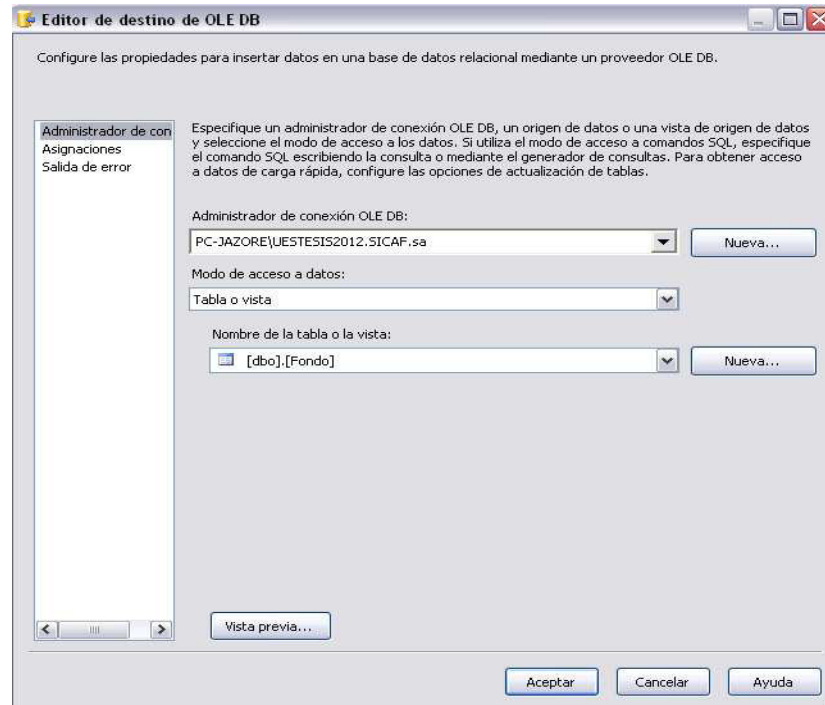 Editor de destino de OLE DB
Configure las propiedades para insertar datos en una base de datos relacional mediante un proveedor OLE DB.
Administrador de con
Asignaciones
Salida de error
Especifique un administrador de conexión OLE DB, un origen de datos o una vista de origen de datos
y seleccione el modo de acceso a los datos. Si utiliza el modo de acceso a comandos SQL, especifique
el comando SQL escribiendo la consulta o mediante el generador de consultas. Para obtener acceso
a datos de carga rápida, configure las opciones de actualización de tablas.
Administrador de conexión OLE DB:
PC-JAZORE\UESTESIS2012.SICAF.sa
Nueva...
Modo de acceso a datos:
Tabla o vista
Nombre de la tabla o la vista:
[dbo].[Fondo]
Nueva...
Vista previa...
Aceptar
Cancelar
Ayuda